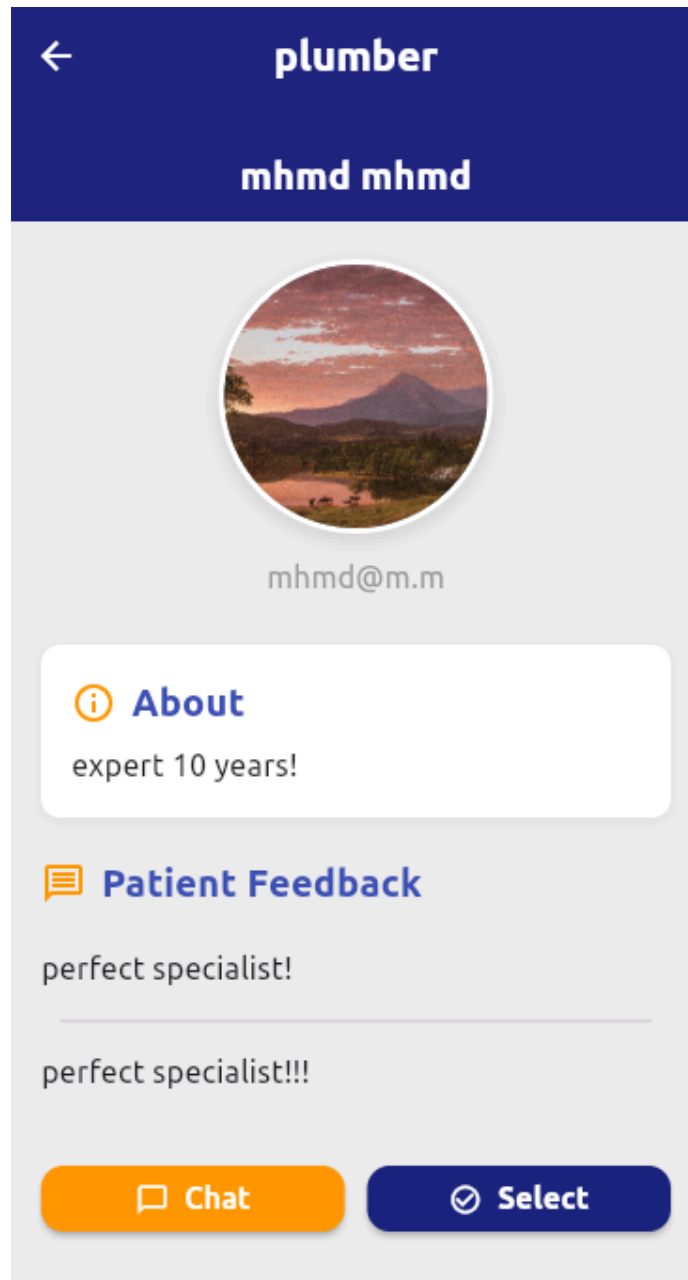 plumber
mhmd mhmd
mhmd@m.m
About
expert 10 years!
Patient Feedback
perfect specialist!
perfect specialist!!!
Chat
Select